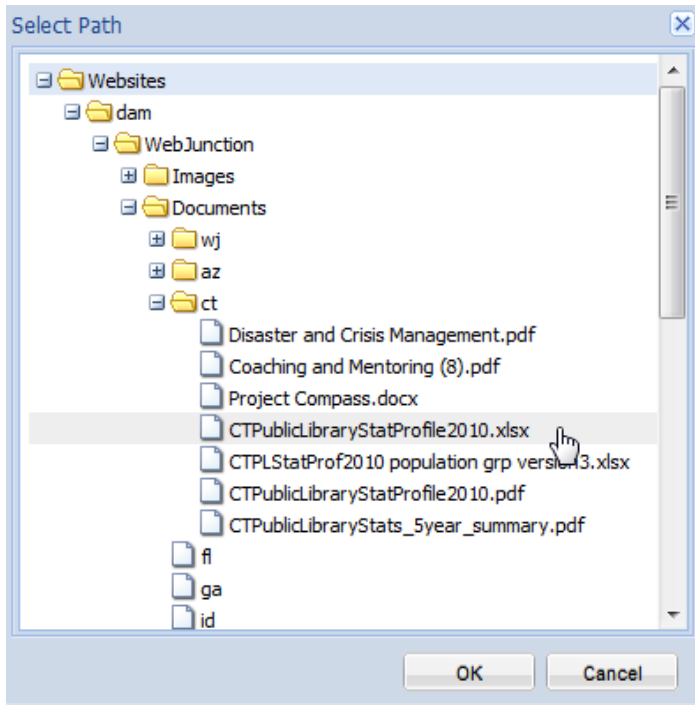 Select Path
Websites
dam
WebJunction
Images
Documents
wj
az
ct
Disaster and Crisis Management.pdf
Coaching and Mentoring (8).pdf
Project Compass.docx
CTPublicLibraryStatProfile2010.xlsx
CTPLStatProf2010 population grp version3.xlsx
CTPublicLibraryStatProfile2010.pdf
CTPublicLibraryStats_5year_summary.pdf
fl
ga
id
OK Cancel